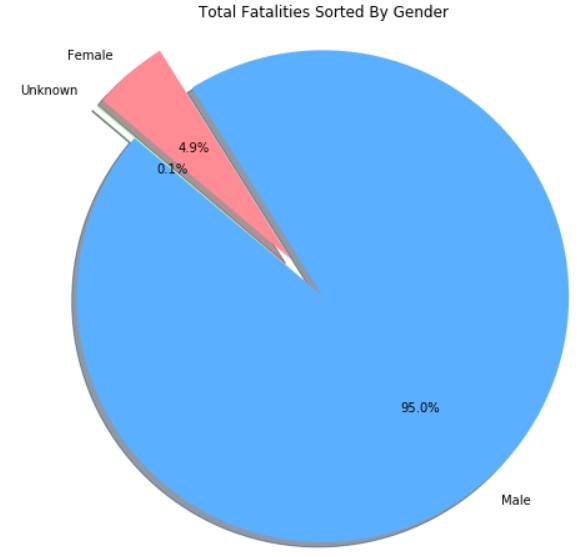 Total Fatalities Sorted By Gender
Female
Unknown
4.9%
0.1%
95.0%
Male